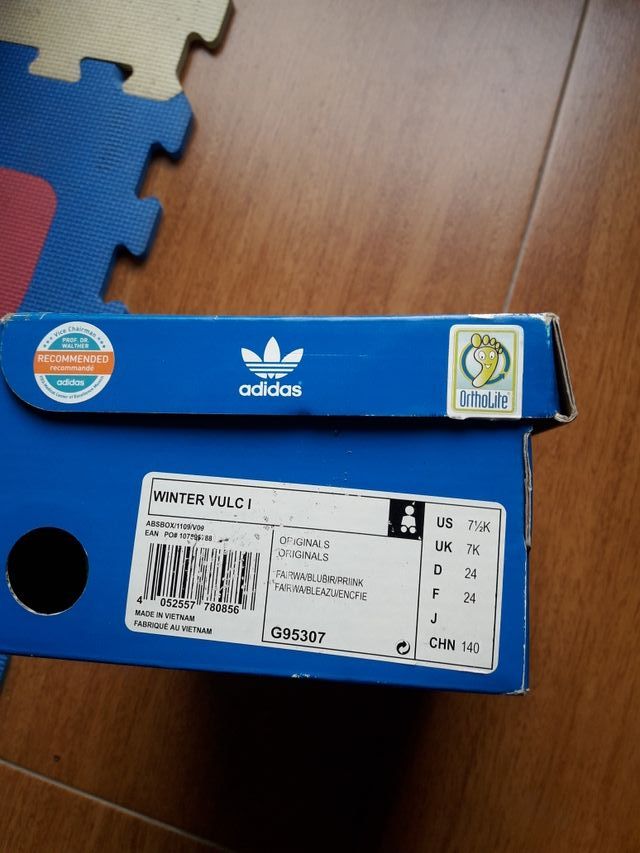 Vice Chairman
PROF. DR.
WALTHER
RECOMMENDED
recommandé
adidas
adidas
OrthoLite
WINTER VULC I
ABSBOX/1109/V09
EAN PO#
4 052557 780856
MADE IN VIETNAM
FABRIQUÉ AU VIETNAM
ORIGINALS
ORIGINALS
FAIRWA/BLUBIR/PRIINK
FAIRWA/BLEAZU/ENCFIE
G95307
US 7½K
UK 7K
D 24
F 24
J
CHN 140